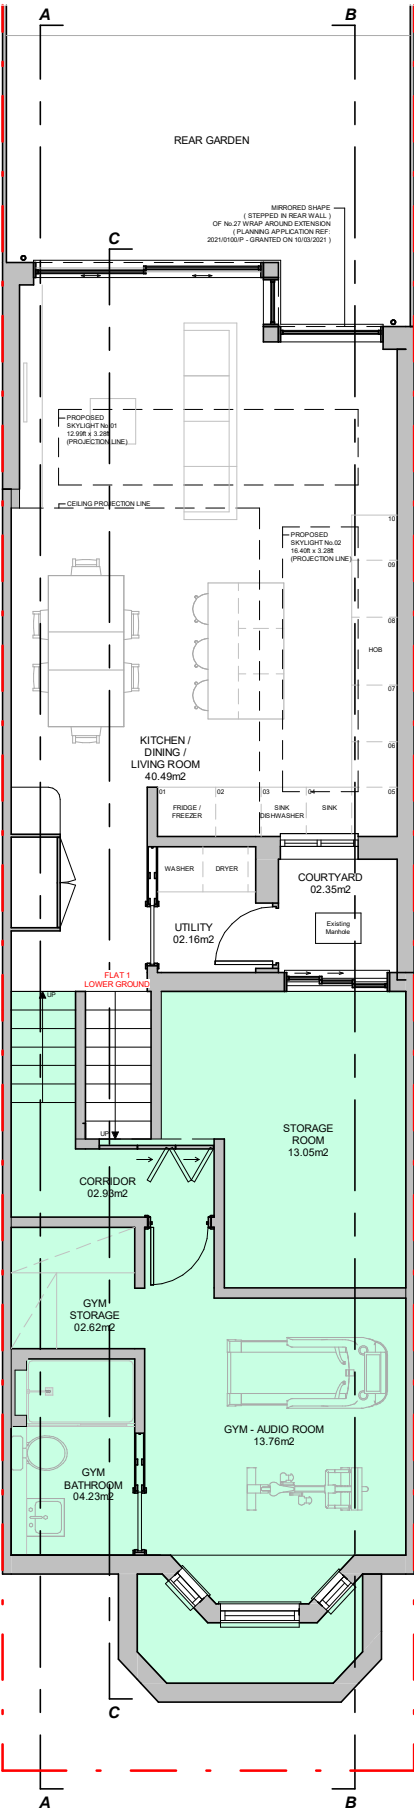 A
B
REAR GARDEN
MIRRORED SHAPE
( STEPPED IN REAR WALL )
OF No.27 WRAP AROUND EXTENSION
( PLANNING APPLICATION REF:
2021/0100/P - GRANTED ON 10/03/2021 )
C
PROPOSED
SKYLIGHT No.01
12.99ft x 3.28ft
(PROJECTION LINE)
CEILING PROJECTION LINE
10
PROPOSED
SKYLIGHT No.02
16.40ft x 3.28ft
(PROJECTION LINE)
09
08
HOB
07
KITCHEN /
DINING /
LIVING ROOM
40.49m2
06
01
02
03
04
05
FRIDGE /
FREEZER
SINK
DISHWASHER
SINK
WASHER
DRYER
COURTYARD
02.35m2
UTILITY
02.16m2
Existing
Manhole
FLAT 1
LOWER GROUND
UP
STORAGE
ROOM
13.05m2
UP
CORRIDOR
02.93m2
GYM
STORAGE
02.62m2
GYM - AUDIO ROOM
13.76m2
GYM
BATHROOM
04.23m2
C
A
B